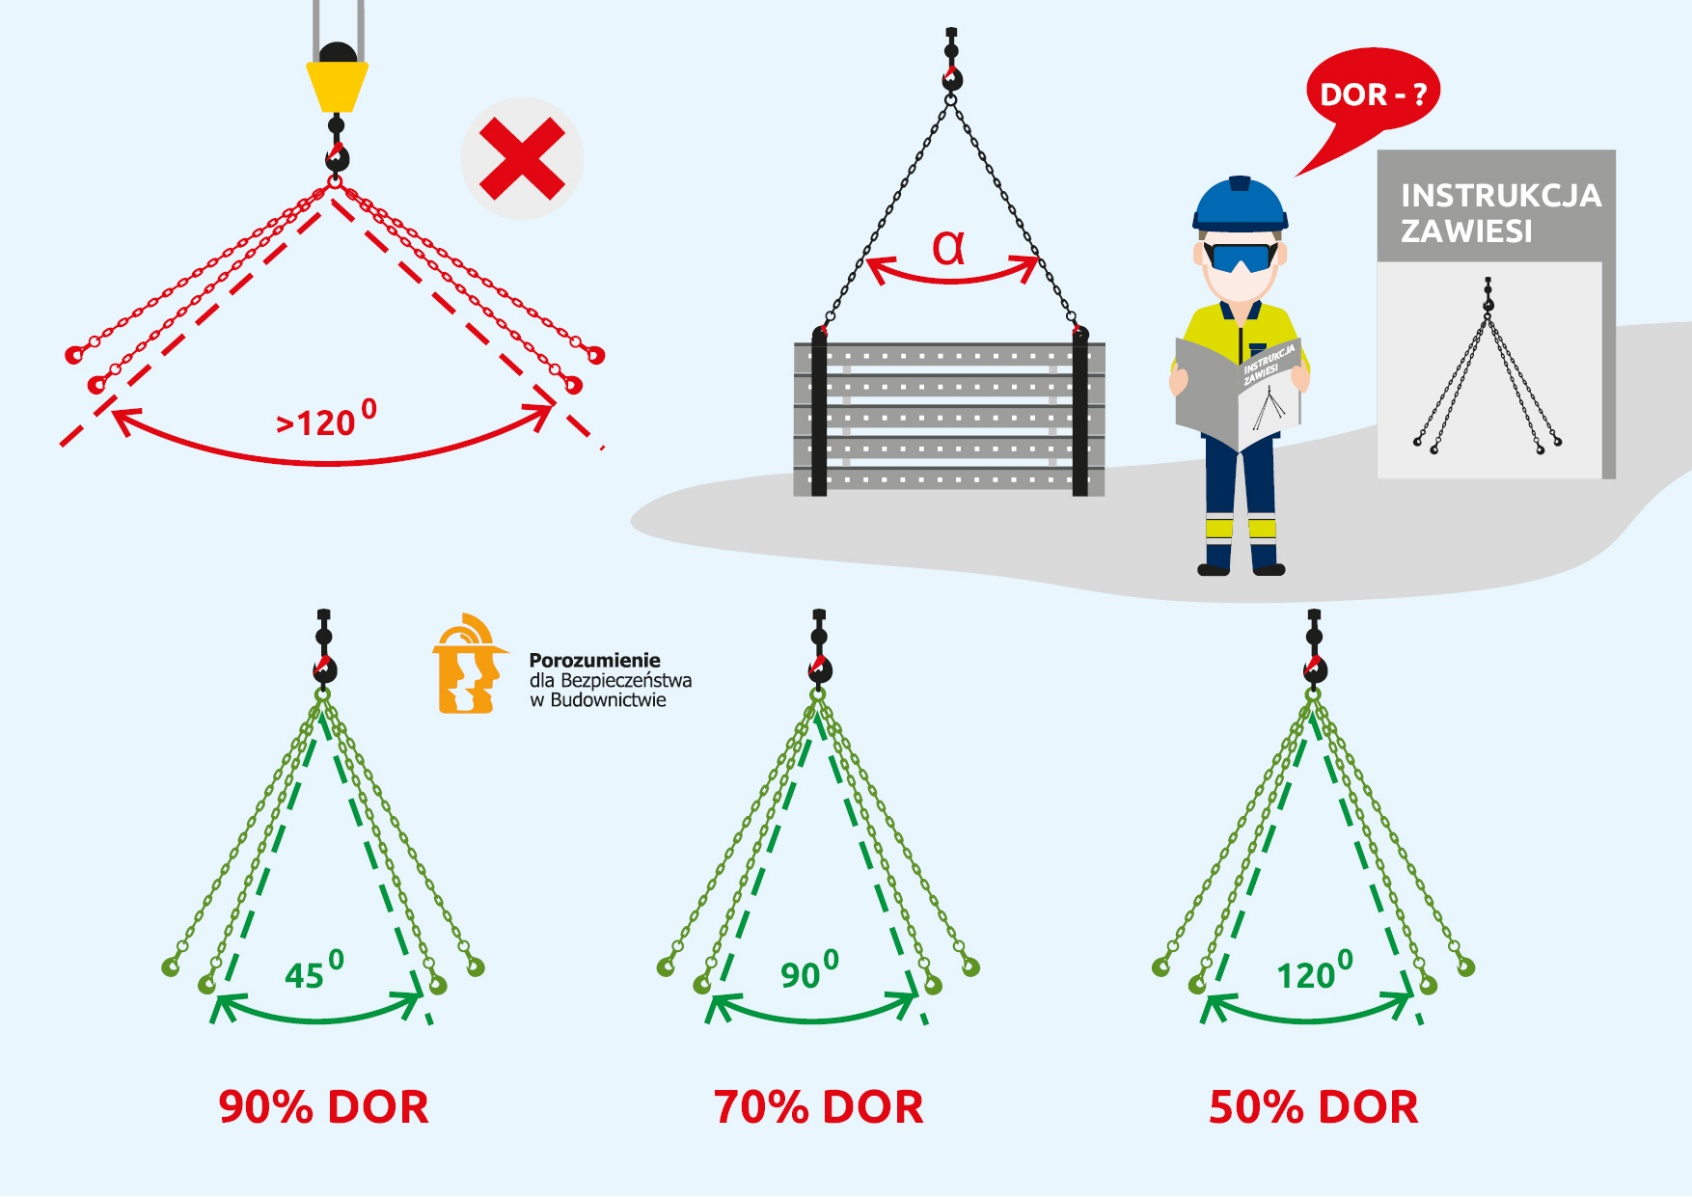 DOR - ?
INSTRUKCJA
ZAWIESI
α
INSTRUKCJA
ZAWIESI
>120⁰
Porozumienie
dla Bezpieczeństwa
w Budownictwie
45⁰
90⁰
120⁰
90% DOR
70% DOR
50% DOR